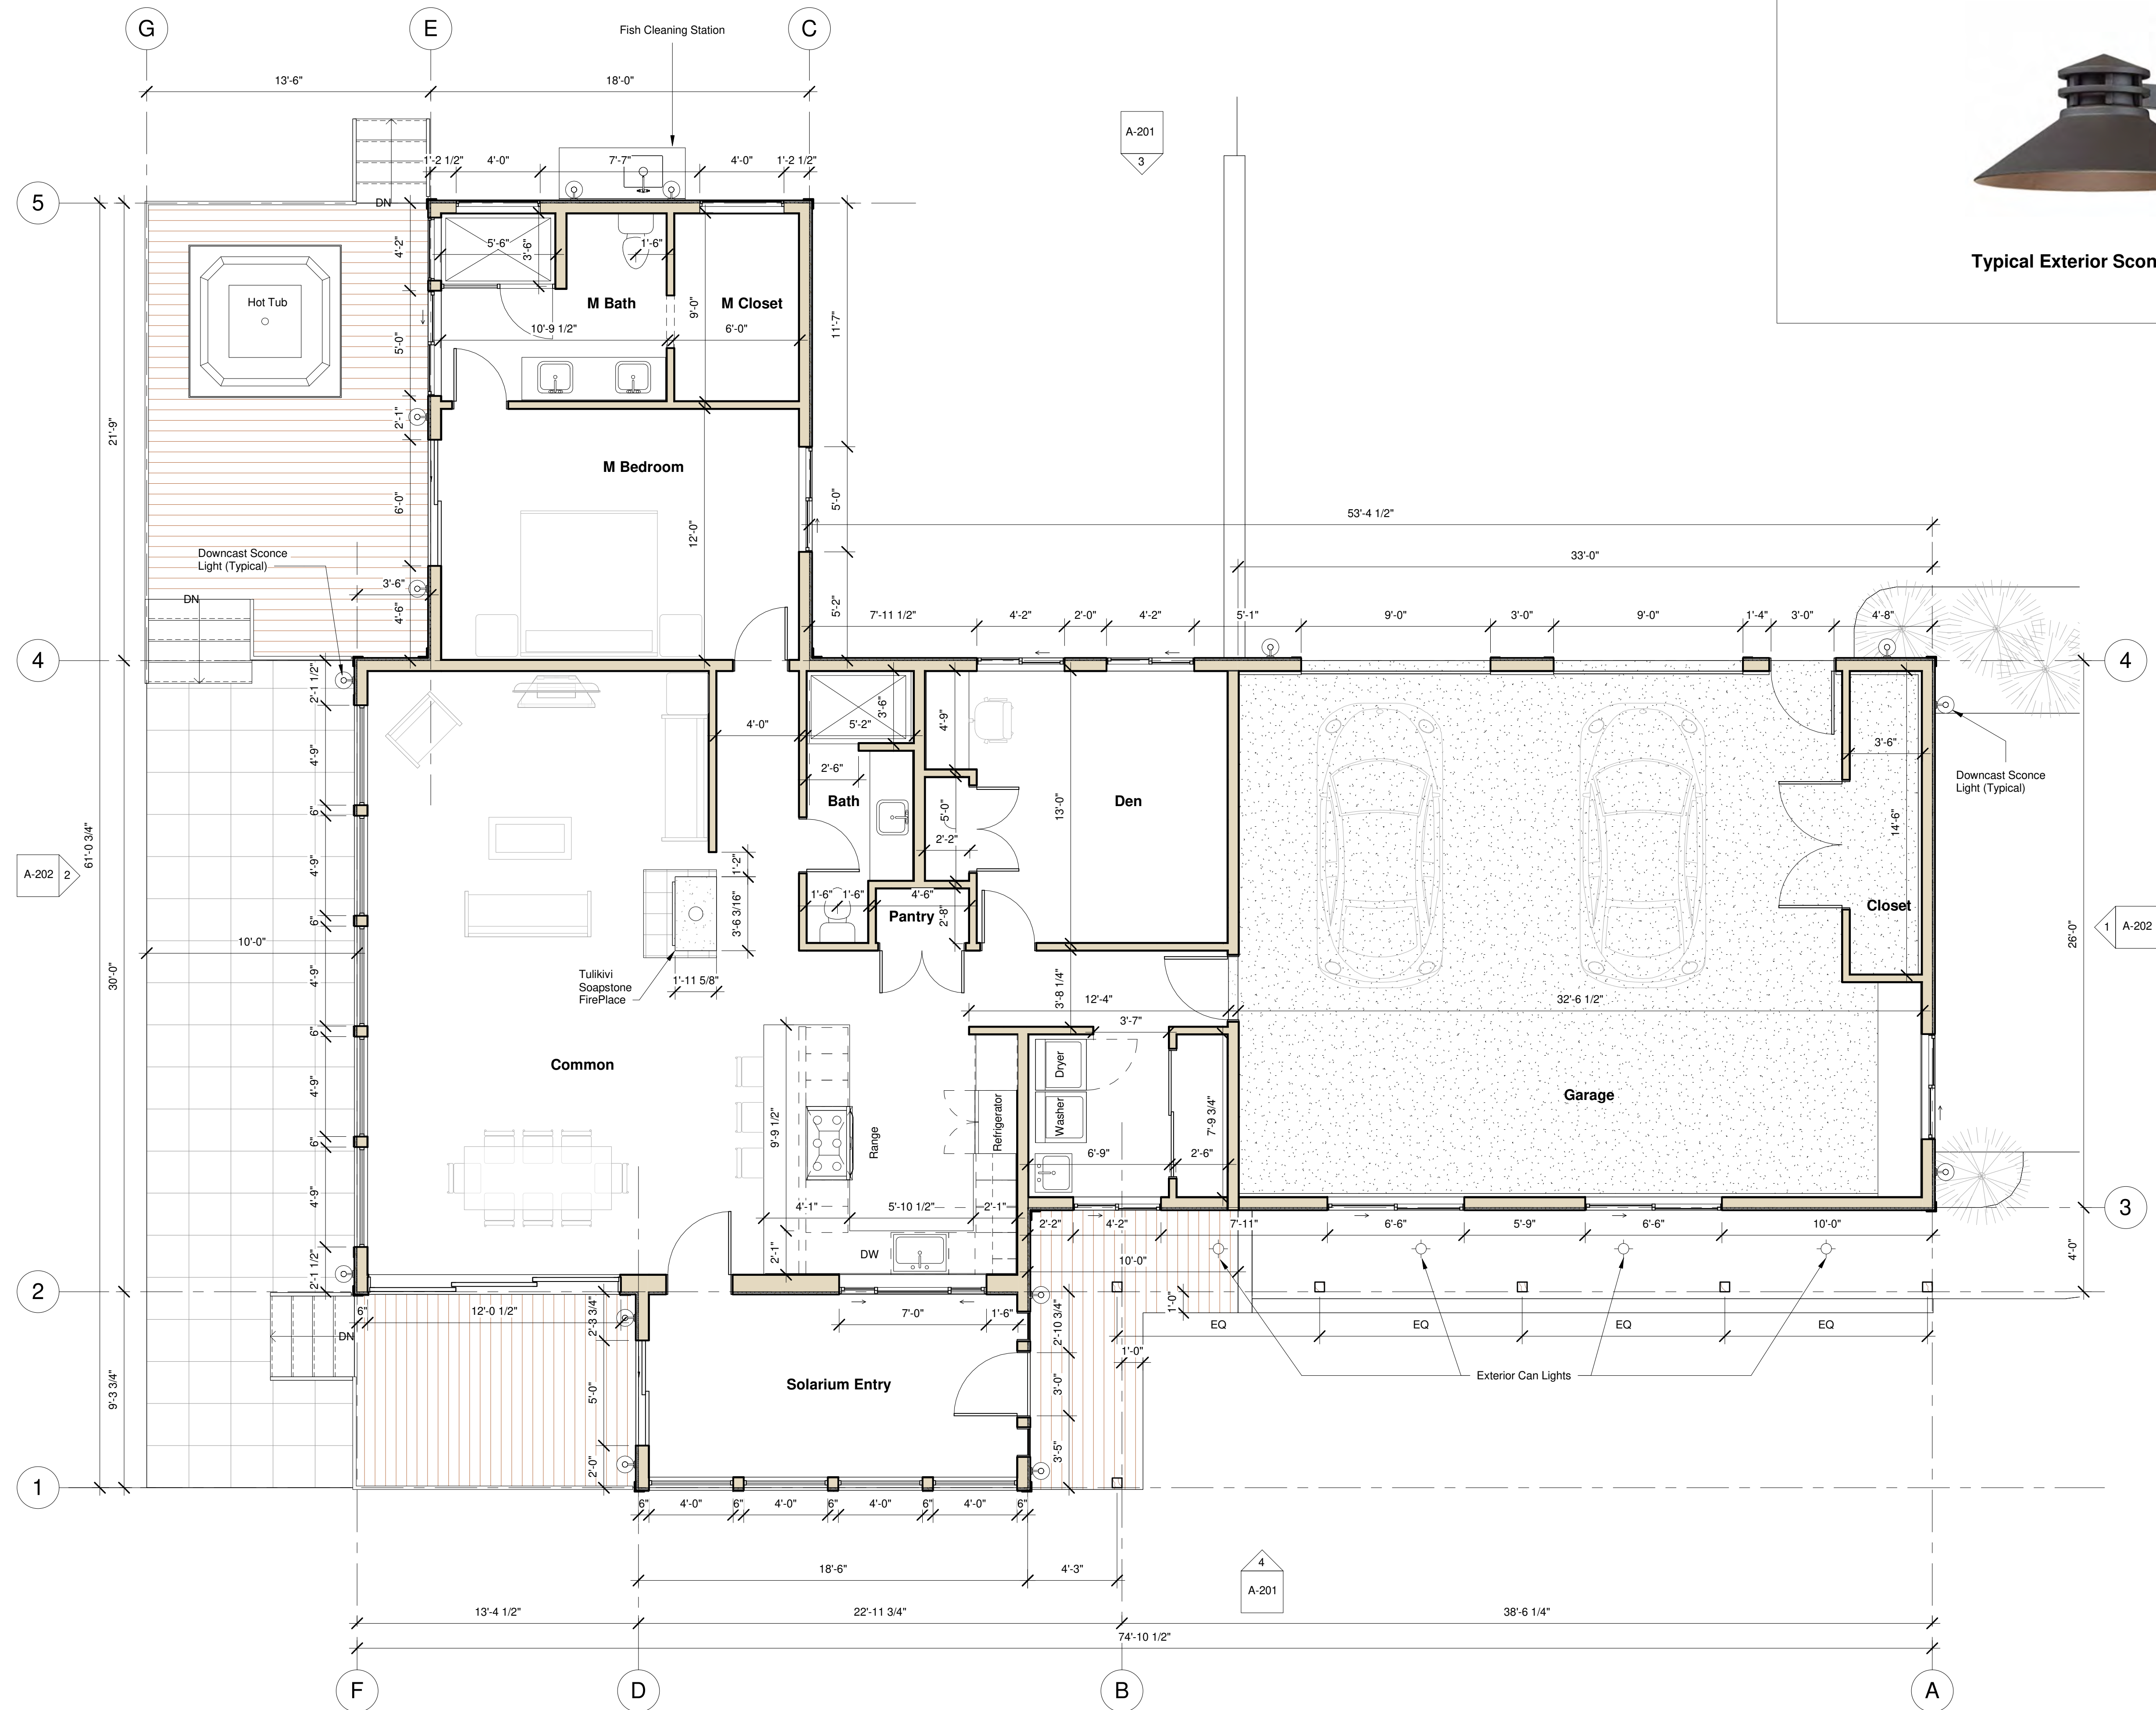 G
E
C
Fish Cleaning Station
13'-6"
18'-0"
A-201
3
1'-2 1/2"
4'-0"
7'-7"
4'-0"
1'-2 1/2"
Typical Exterior Scon
5
DN
4'-2"
5'-6"
3'-6"
1'-6"
Hot Tub
M Bath
M Closet
9'-0"
10'-9 1/2"
6'-0"
11'-7"
5'-0"
2'-1"
21'-9"
M Bedroom
6'-0"
12'-0"
5'-0"
53'-4 1/2"
33'-0"
Downcast Sconce
Light (Typical)
3'-6"
DN
4'-6"
5'-2"
7'-11 1/2"
4'-2"
2'-0"
4'-2"
5'-1"
9'-0"
3'-0"
9'-0"
1'-4"
3'-0"
4'-8"
4
4
2'-1 1/2"
4'-9"
6"
4'-9"
6"
4'-9"
6"
4'-9"
6"
4'-9"
2'-1 1/2"
4'-0"
5'-2"
3'-6"
4'-9"
3'-6"
Downcast Sconce
Light (Typical)
2'-6"
Bath
5'-0"
2'-2"
13'-0"
Den
14'-6"
61'-0 3/4"
A-202
2
1'-2"
3'-6 3/16"
1'-6"
1'-6"
4'-6"
Pantry
2'-8"
Closet
1
A-202
26'-0"
10'-0"
30'-0"
Tulikivi
Soapstone
FirePlace
1'-11 5/8"
3'-8 1/4"
12'-4"
32'-6 1/2"
3'-7"
Common
Dryer
Washer
Refrigerator
Range
9'-9 1/2"
7'-9 3/4"
Garage
6'-9"
2'-6"
4'-1"
5'-10 1/2"
2'-1"
2'-1"
DW
3
2'-2"
4'-2"
7'-11"
6'-6"
5'-9"
6'-6"
10'-0"
4'-0"
10'-0"
2
6"
12'-0 1/2"
2'-3 3/4"
7'-0"
1'-6"
2'-10 3/4"
1'-0"
DN
EQ
EQ
EQ
EQ
1'-0"
Exterior Can Lights
9'-3 3/4"
Solarium Entry
5'-0"
3'-0"
2'-0"
3'-5"
1
6"
4'-0"
6"
4'-0"
6"
4'-0"
6"
4'-0"
6"
4
A-201
18'-6"
4'-3"
13'-4 1/2"
22'-11 3/4"
38'-6 1/4"
74'-10 1/2"
F
D
B
A